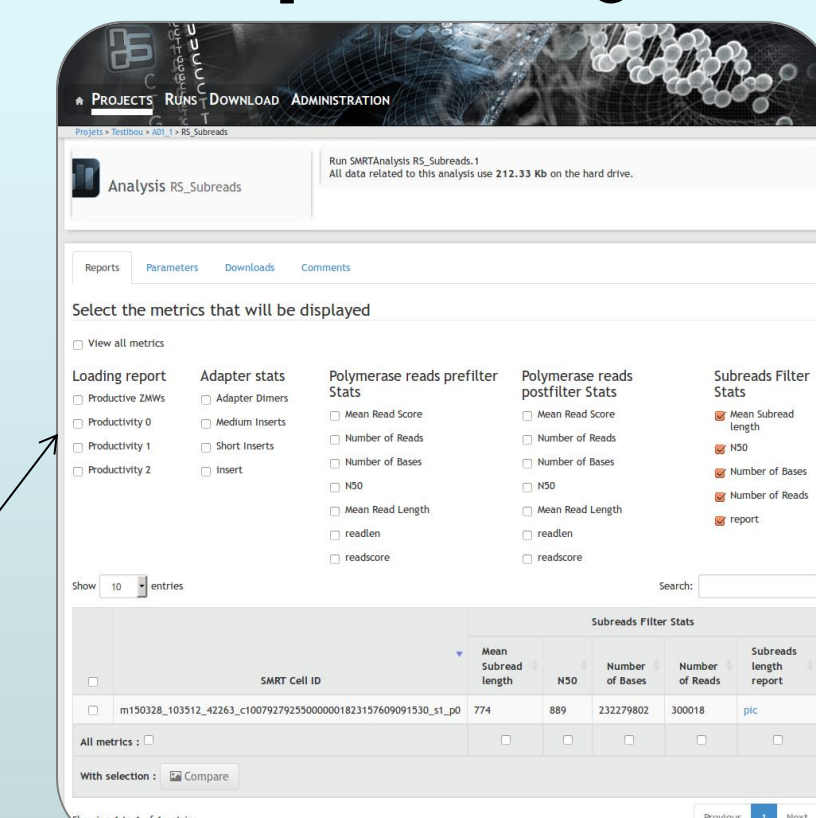 PROJECTS RUNS DOWNLOAD ADMINISTRATION
Projets > Testibou > A01_1 > RS_Subreads
Analysis RS_Subreads
Run SMRTAnalysis RS_Subreads.1
All data related to this analysis use 212.33 Kb on the hard drive.
Reports Parameters Downloads Comments
Select the metrics that will be displayed
View all metrics
Loading report
Productive ZMWs
Productivity 0
Productivity 1
Productivity 2
Adapter stats
Adapter Dimers
Medium Inserts
Short Inserts
insert
Polymerase reads prefilter
Stats
Mean Read Score
Number of Reads
Number of Bases
N50
Mean Read Length
readlen
readscore
Polymerase reads
postfilter Stats
Mean Read Score
Number of Reads
Number of Bases
N50
Mean Read Length
readlen
readscore
Subreads Filter
Stats
Mean Subread
length
N50
Number of Bases
Number of Reads
report
Show 10 entries
Search:
Subreads Filter Stats
SMRT Cell ID
Mean
Subread
length
N50
Number
of Bases
Number
of Reads
Subreads
length
report
m150328_103512_42263_c100792792550000001823157609091530_s1_p0 774 889 232279802 300018 pic
All metrics :
With selection : Compare
Previous 1 Next